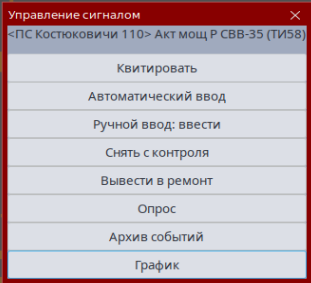 Управление сигналом
<ПС Костюковичи 110> Акт мощ P СВВ-35 (ТИ58)
Квитировать
Автоматический ввод
Ручной ввод: ввести
Снять с контроля
Вывести в ремонт
Опрос
Архив событий
График